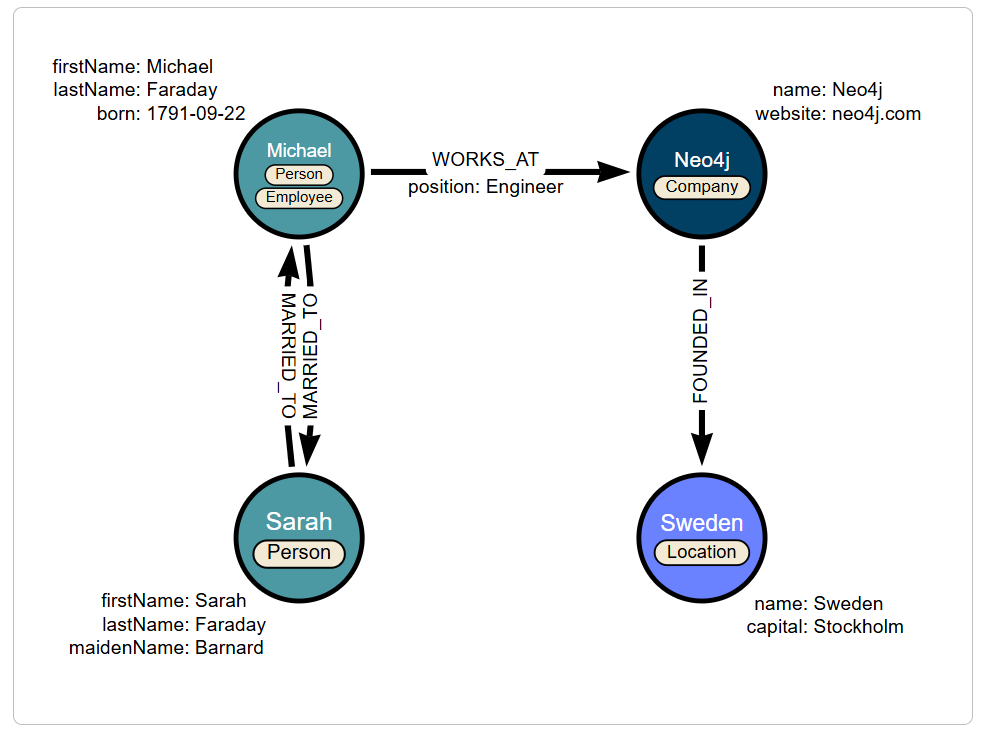 firstName: Michael
lastName: Faraday
born: 1791-09-22
name: Neo4j
website: neo4j.com
Michael
Person
Employee
WORKS_AT
position: Engineer
Neo4j
Company
MARRIED_TO
MARRIED_TO
FOUNDED_IN
Sarah
Person
Sweden
Location
firstName: Sarah
lastName: Faraday
maidenName: Barnard
name: Sweden
capital: Stockholm